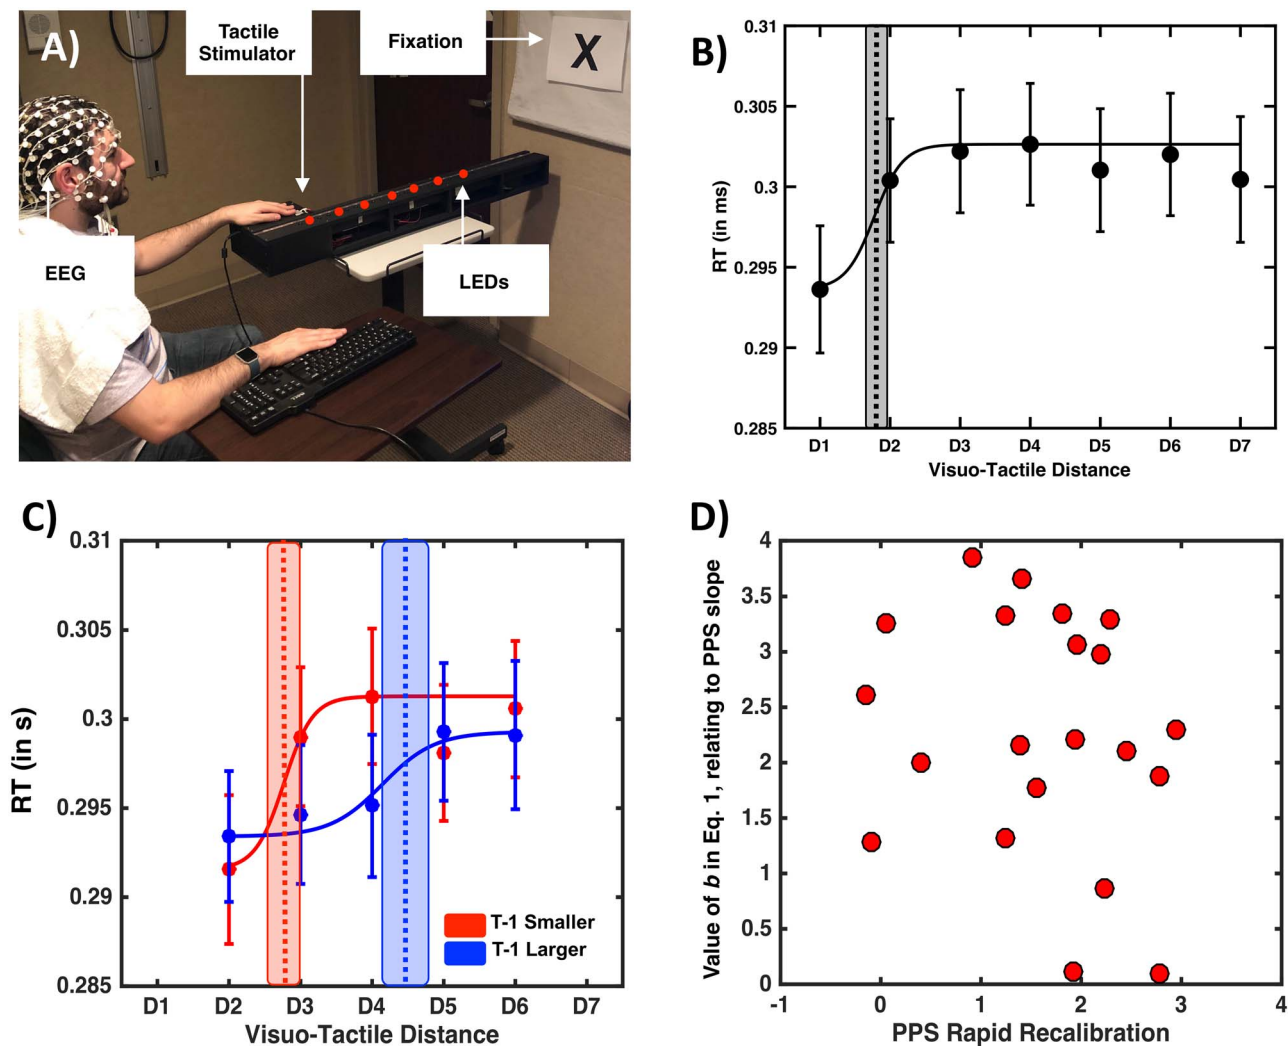 A)
Tactile
Stimulator
Fixation
X
EEG
LEDs
B)
0.31
0.305
0.3
0.295
0.29
0.285
RT (in ms)
D1 D2 D3 D4 D5 D6 D7
Visuo-Tactile Distance
C)
0.31
0.305
0.3
0.295
0.29
0.285
RT (in s)
T-1 Smaller
T-1 Larger
D1 D2 D3 D4 D5 D6 D7
Visuo-Tactile Distance
D)
4
3.5
3
2.5
2
1.5
1
0.5
0
Value of b in Eq. 1, relating to PPS slope
-1 0 1 2 3 4
PPS Rapid Recalibration